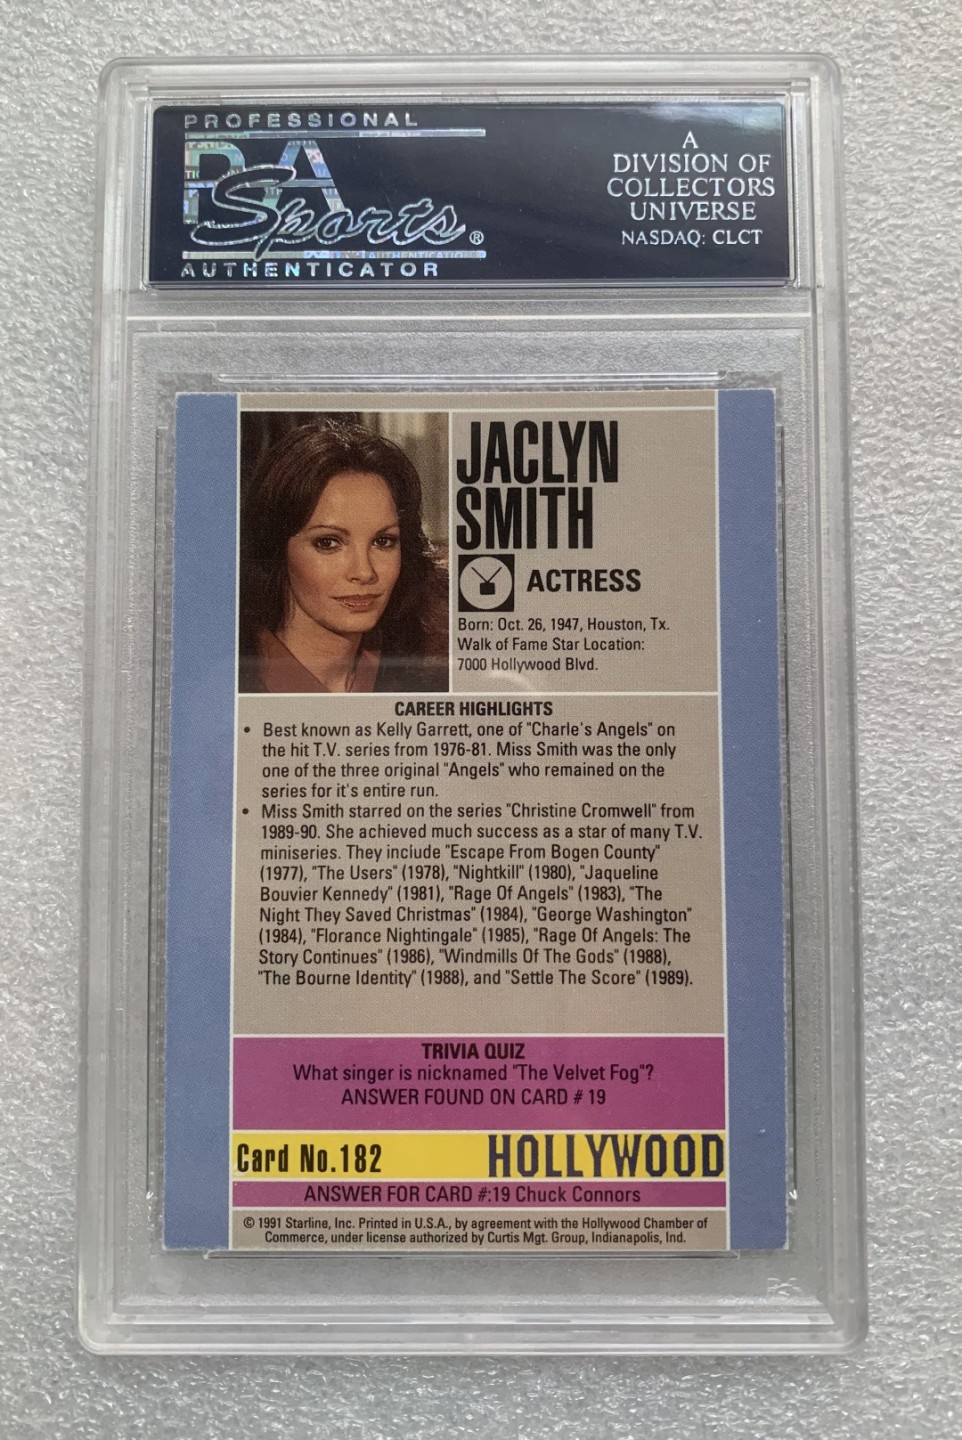 PROFESSIONAL
PSA
Sports®
AUTHENTICATOR
A
DIVISION OF
COLLECTORS
UNIVERSE
NASDAQ: CLCT
JACLYN
SMITH
ACTRESS
Born: Oct. 26, 1947, Houston, Tx.
Walk of Fame Star Location:
7000 Hollywood Blvd.
CAREER HIGHLIGHTS
• Best known as Kelly Garrett, one of "Charle's Angels" on
the hit T.V. series from 1976-81. Miss Smith was the only
one of the three original "Angels" who remained on the
series for it's entire run.
• Miss Smith starred on the series "Christine Cromwell" from
1989-90. She achieved much success as a star of many T.V.
miniseries. They include "Escape From Bogen County"
(1977), "The Users" (1978), "Nightkill" (1980), "Jaqueline
Bouvier Kennedy" (1981), "Rage Of Angels" (1983), "The
Night They Saved Christmas" (1984), "George Washington"
(1984), "Florance Nightingale" (1985), "Rage Of Angels: The
Story Continues" (1986), "Windmills Of The Gods" (1988),
"The Bourne Identity" (1988), and "Settle The Score" (1989).
TRIVIA QUIZ
What singer is nicknamed "The Velvet Fog"?
ANSWER FOUND ON CARD # 19
Card No.182 HOLLYWOOD
ANSWER FOR CARD #:19 Chuck Connors
© 1991 Starline, Inc. Printed in U.S.A., by agreement with the Hollywood Chamber of
Commerce, under license authorized by Curtis Mgt. Group, Indianapolis, Ind.